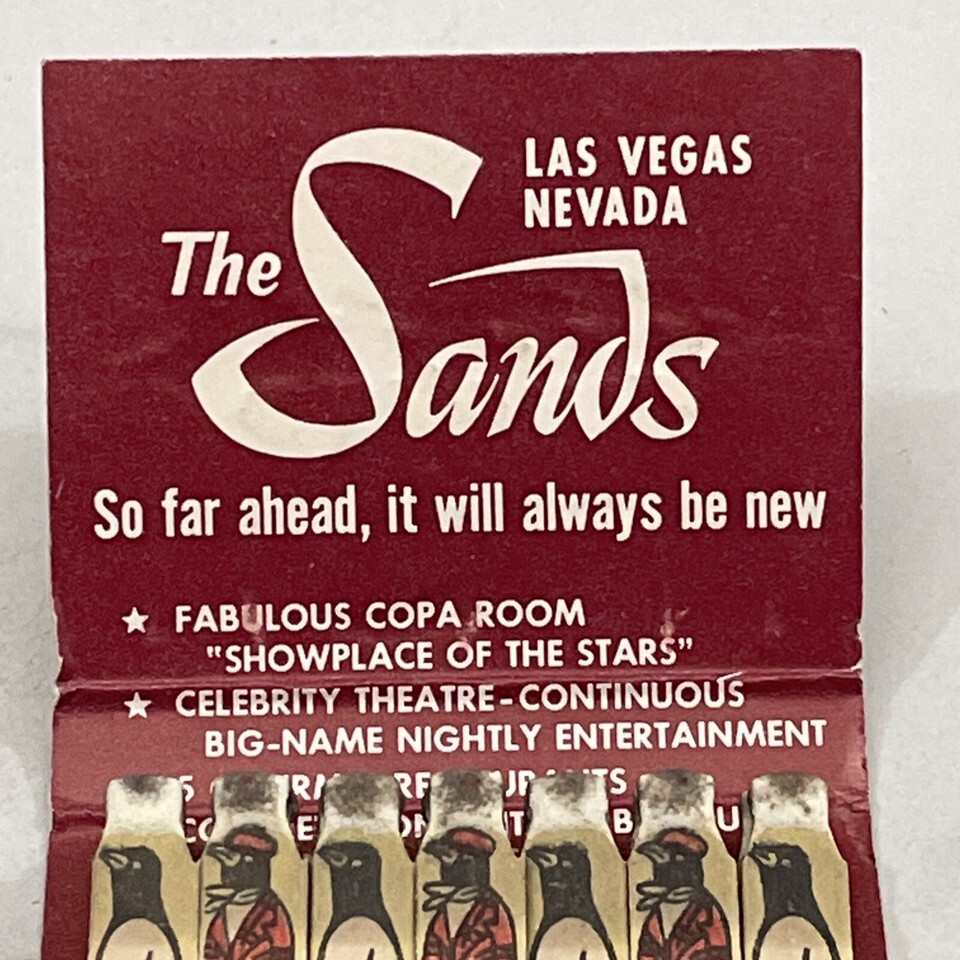 LAS VEGAS
NEVADA
The Sands
So far ahead, it will always be new
★ FABULOUS COPA ROOM
"SHOWPLACE OF THE STARS"
★ CELEBRITY THEATRE-CONTINUOUS
BIG-NAME NIGHTLY ENTERTAINMENT
5